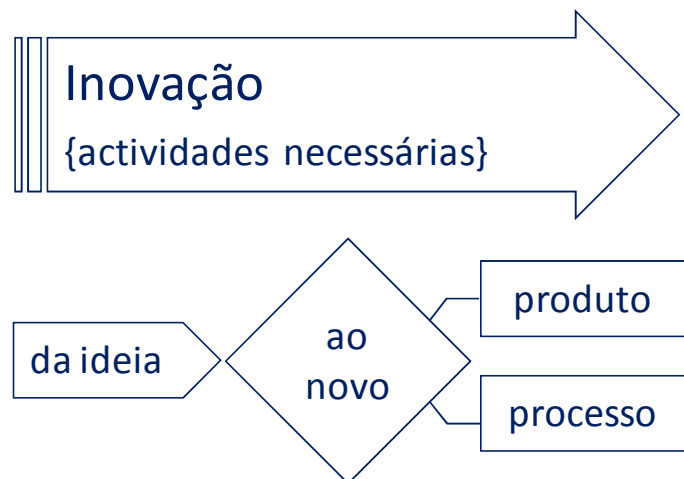 Inovação
{actividades necessárias}
da ideia
ao
novo
produto
processo